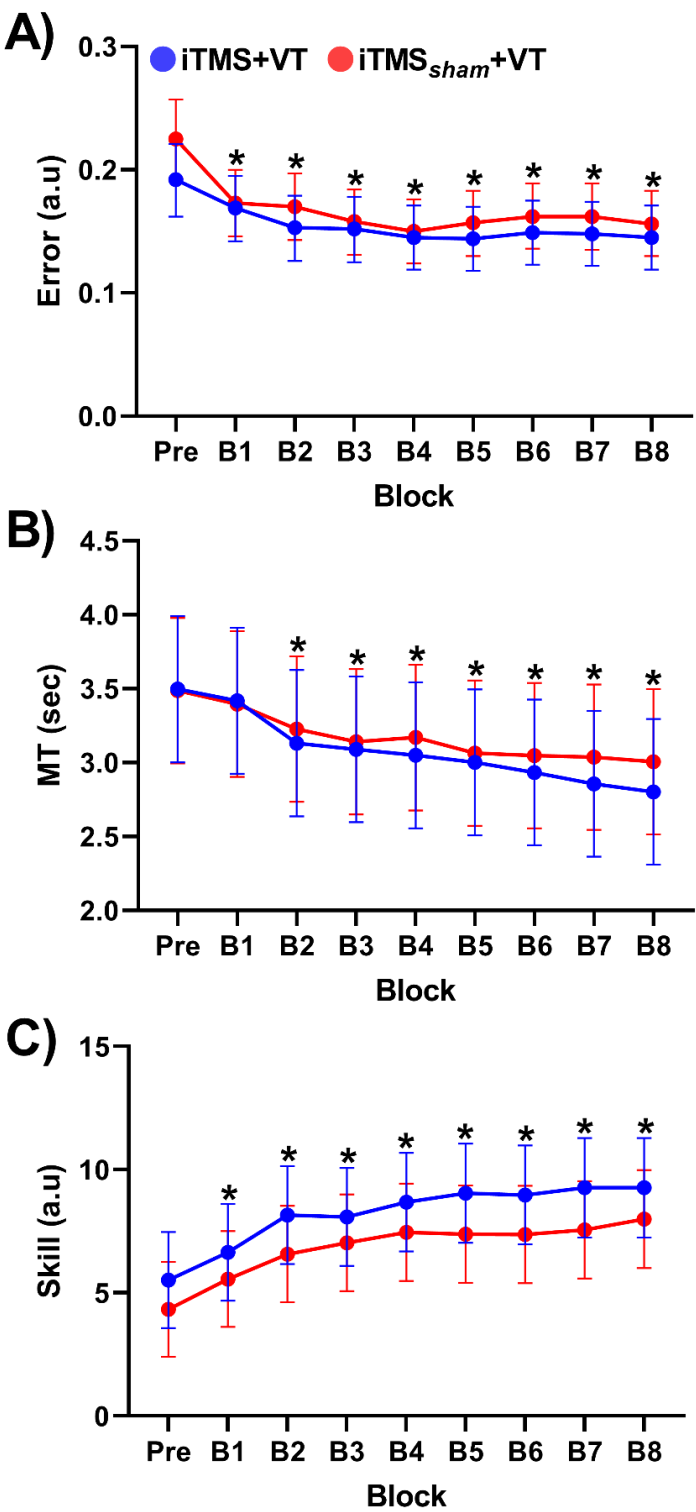 A)
iTMS+VT iTMSsham+VT
0.3
0.2
0.1
0.0
Error (a.u)
* * * * * * * *
Pre B1 B2 B3 B4 B5 B6 B7 B8
Block
B)
4.5
4.0
3.5
3.0
2.5
2.0
MT (sec)
* * * * * * *
Pre B1 B2 B3 B4 B5 B6 B7 B8
Block
C)
15
10
5
0
Skill (a.u)
* * * * * * * *
Pre B1 B2 B3 B4 B5 B6 B7 B8
Block